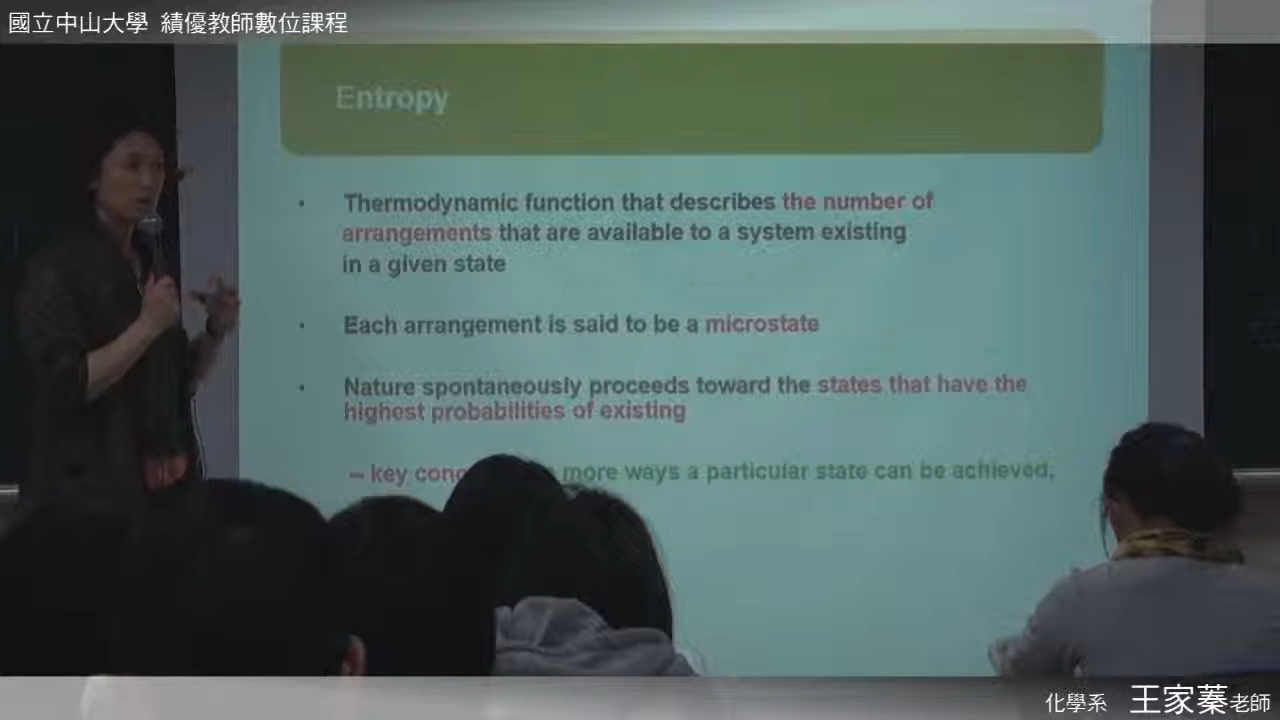 國立中山大學 績優教師數位課程
Entropy
• Thermodynamic function that describes the number of
arrangements that are available to a system existing
in a given state
• Each arrangement is said to be a microstate
• Nature spontaneously proceeds toward the states that have the
highest probabilities of existing
– key more ways a particular state can be achieved,
化學系 王家蓁老師